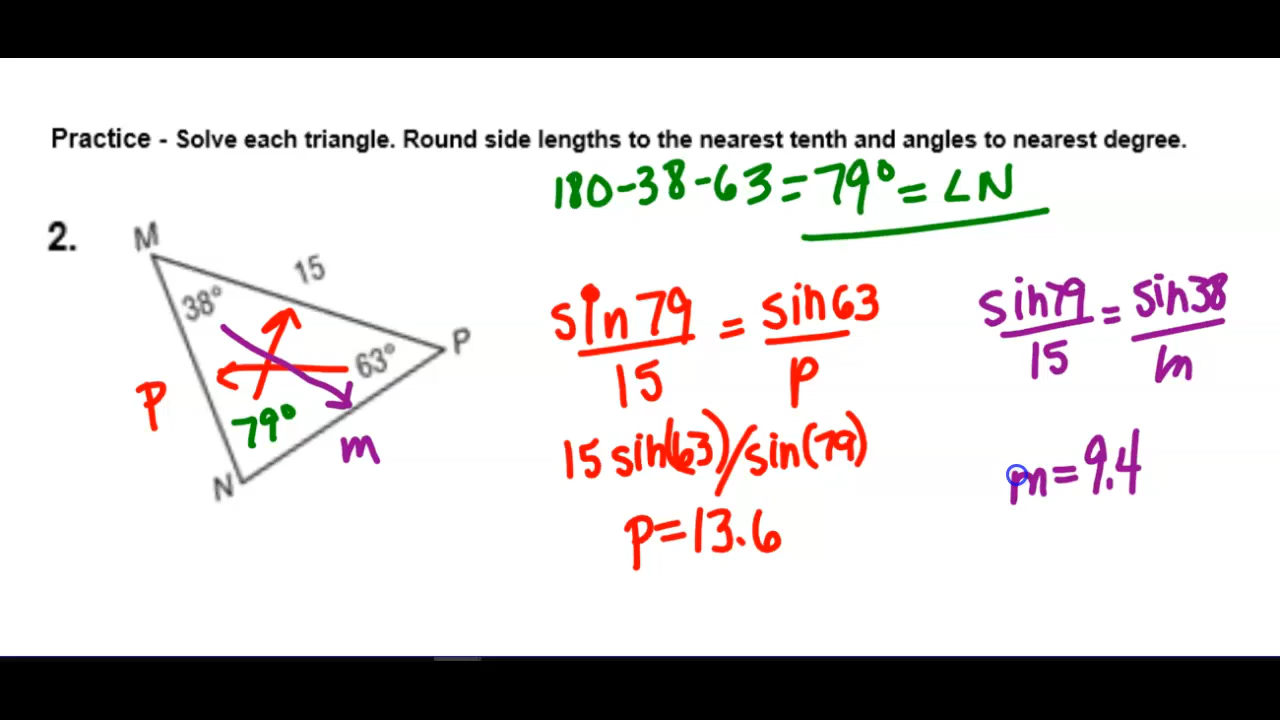 Practice - Solve each triangle. Round side lengths to the nearest tenth and angles to nearest degree.
180-38-63=79°=∠N
2.
M
15
38°
P
63°
p
79°
m
N
sin79/15 = sin63/p
15 sin(63)/sin(79)
p=13.6
sin79/15 = sin38/m
m=9.4